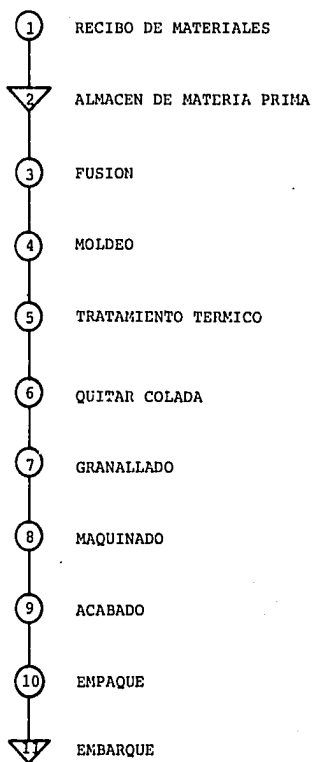 1 RECIBO DE MATERIALES
2 ALMACEN DE MATERIA PRIMA
3 FUSION
4 MOLDEO
5 TRATAMIENTO TERMICO
6 QUITAR COLADA
7 GRANALLADO
8 MAQUINADO
9 ACABADO
10 EMPAQUE
11 EMBARQUE